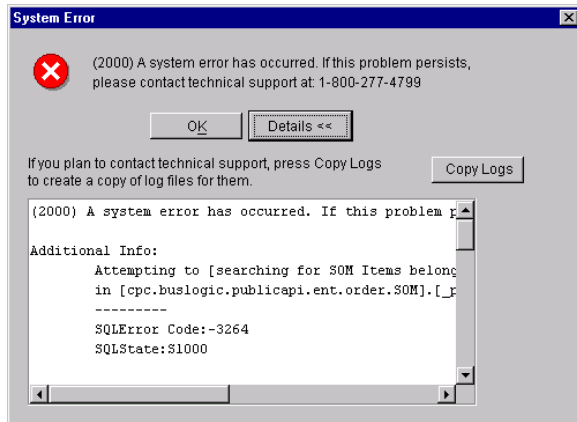 System Error
(2000) A system error has occurred. If this problem persists,
please contact technical support at: 1-800-277-4799
OK
Details <<
If you plan to contact technical support, press Copy Logs
to create a copy of log files for them.
Copy Logs
(2000) A system error has occurred. If this problem
Additional Info:
Attempting to [searching for SOM Items
in [cpc.buslogic.publicapi.ent.order.SOM].
---------
SQLError Code:-3264
SQLState:S1000